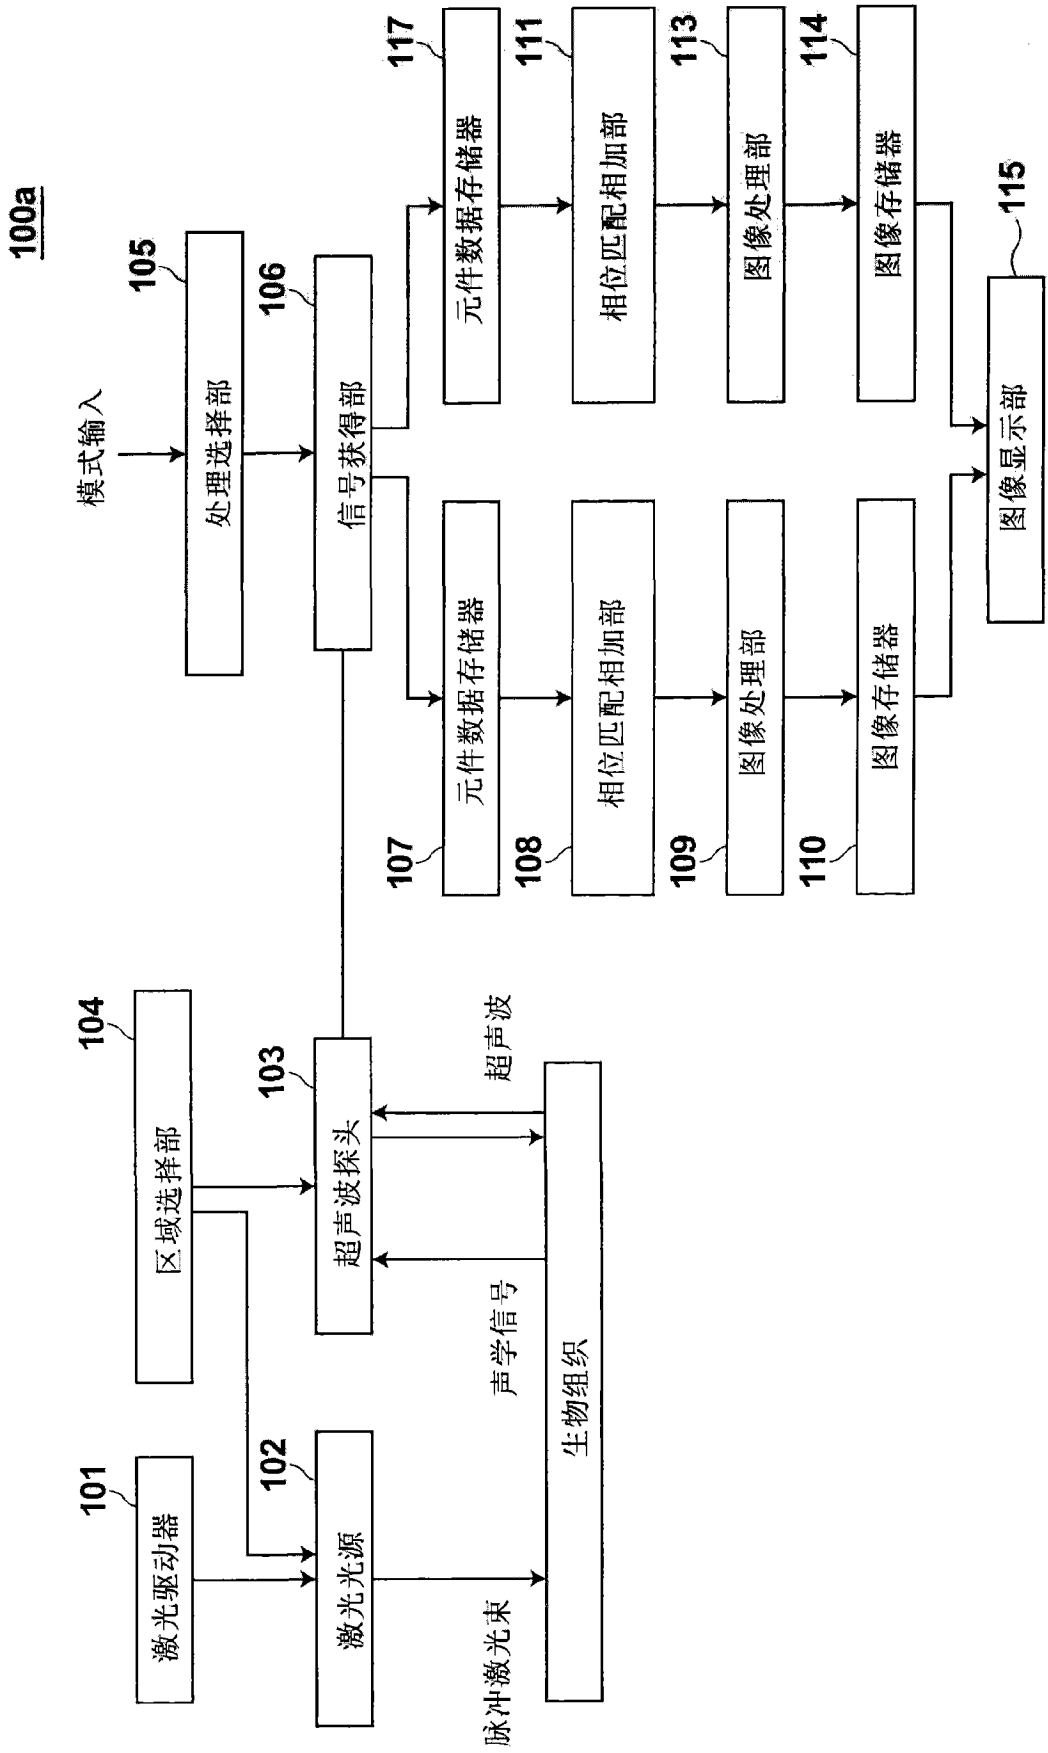 100a
101
激光驱动器
104
区域选择部
模式输入
105
处理选择部
102
激光光源
103
超声波探头
106
信号获得部
脉冲激光束
声学信号
超声波
生物组织
107
元件数据存储器
117
元件数据存储器
108
相位匹配相加部
111
相位匹配相加部
109
图像处理部
113
图像处理部
110
图像存储器
114
图像存储器
115
图像显示部